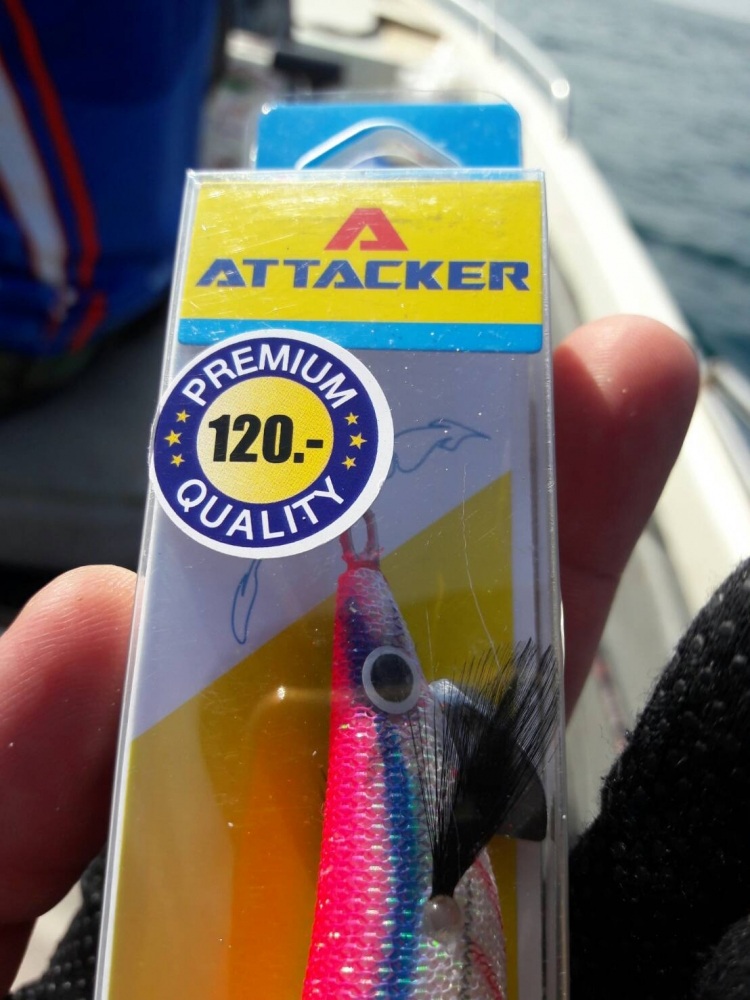 A
ATTACKER
PREMIUM
120.-
QUALITY